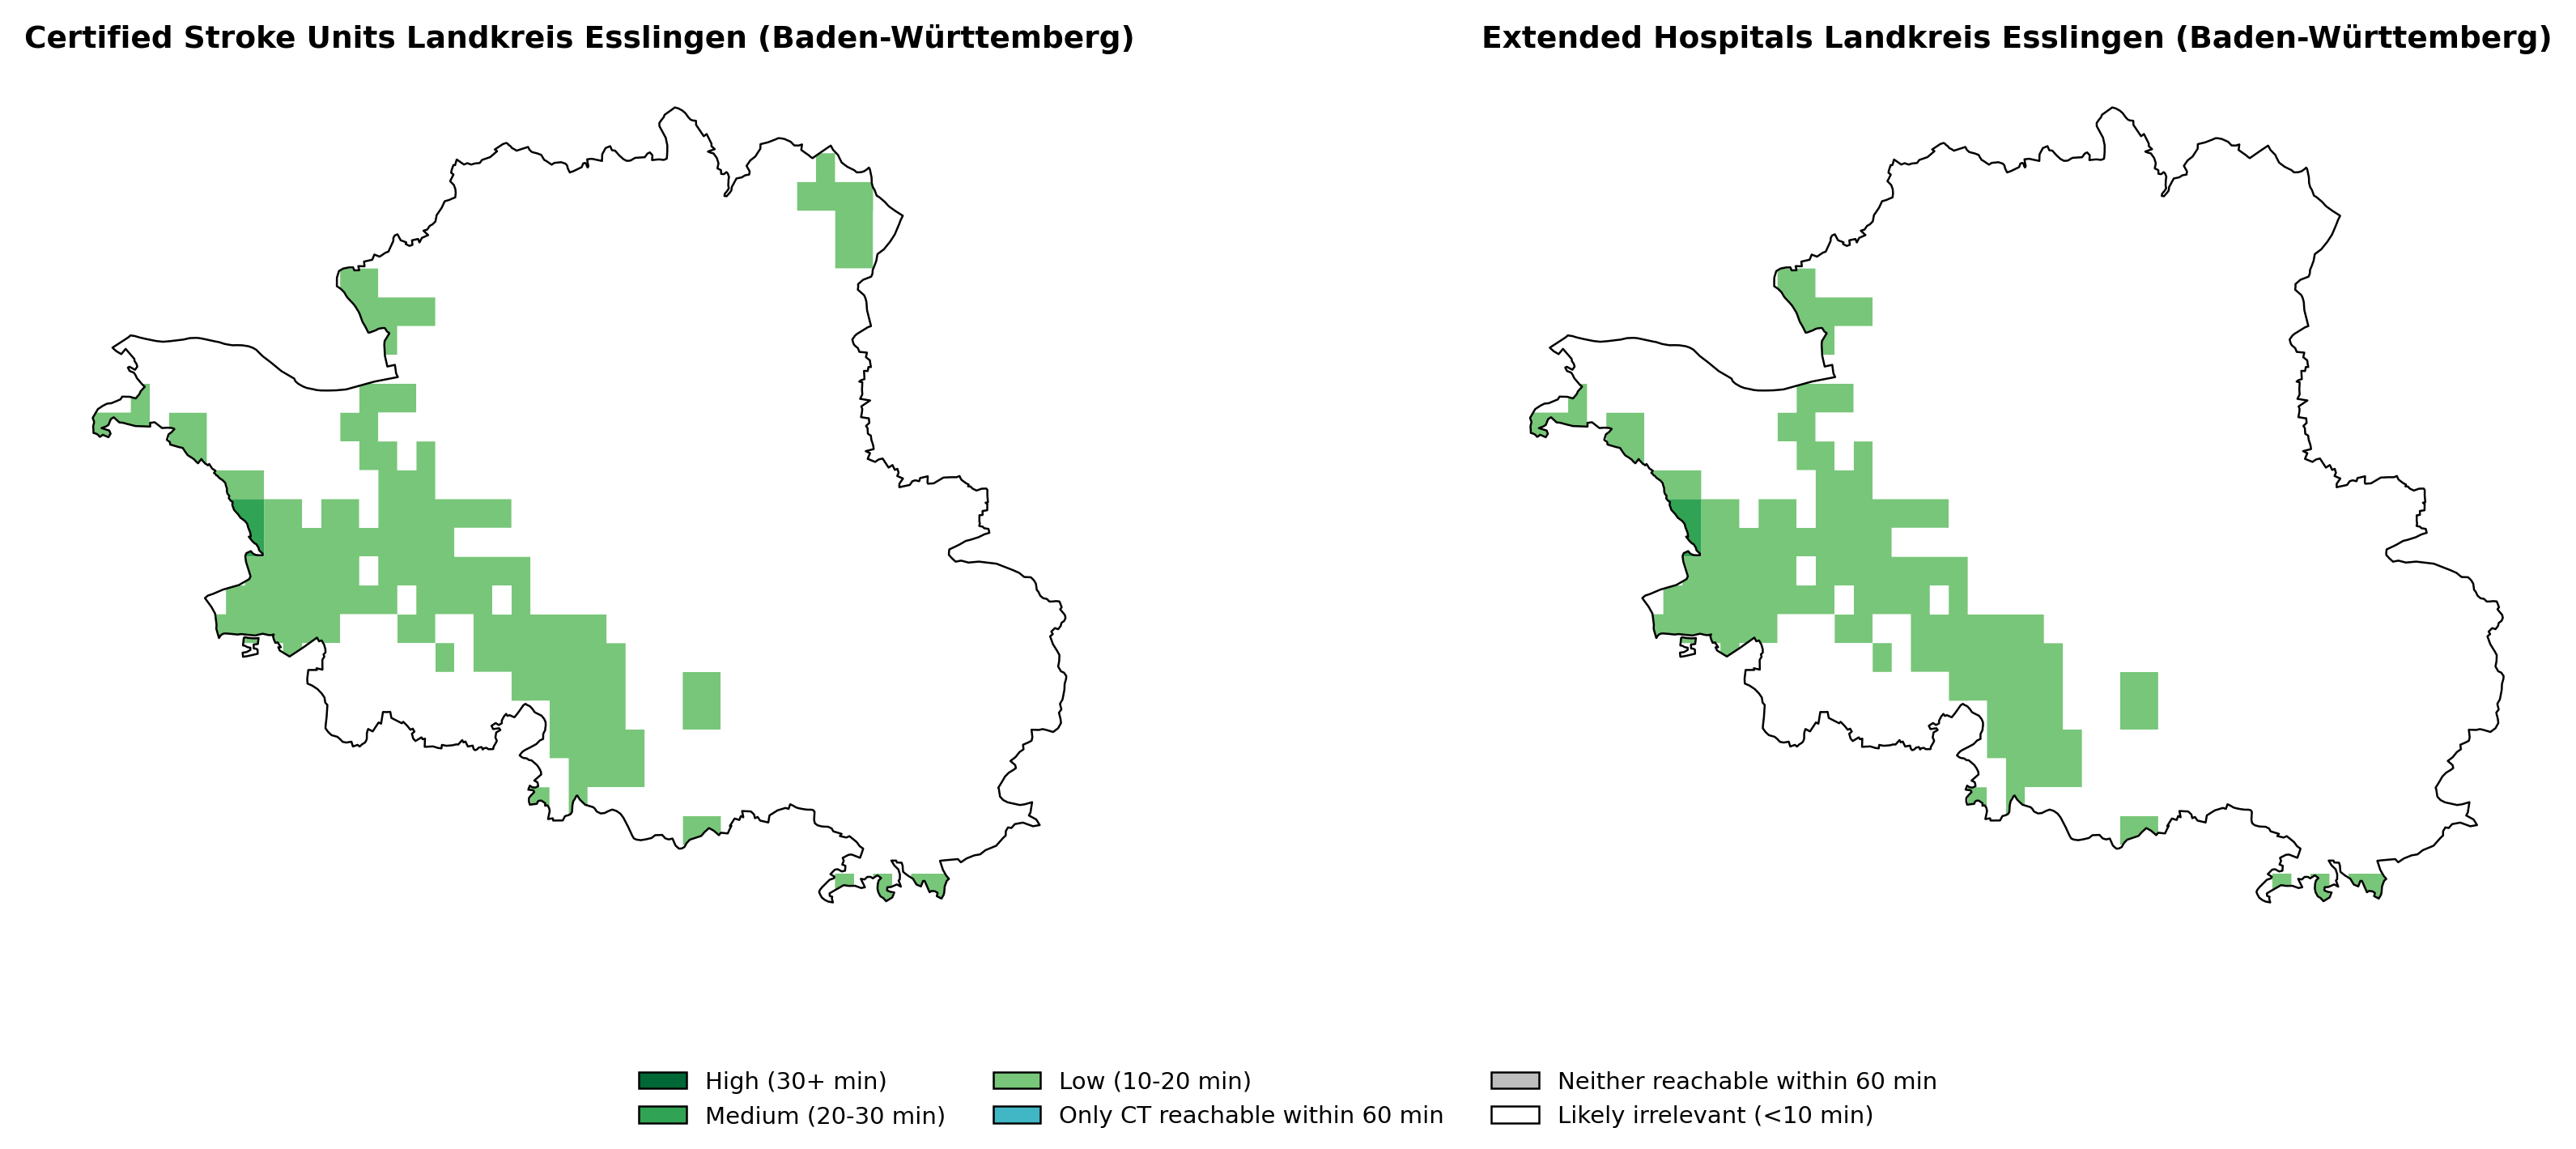 Certified Stroke Units Landkreis Esslingen (Baden-Württemberg)
Extended Hospitals Landkreis Esslingen (Baden-Württemberg)
High (30+ min)
Medium (20-30 min)
Low (10-20 min)
Only CT reachable within 60 min
Neither reachable within 60 min
Likely irrelevant (<10 min)